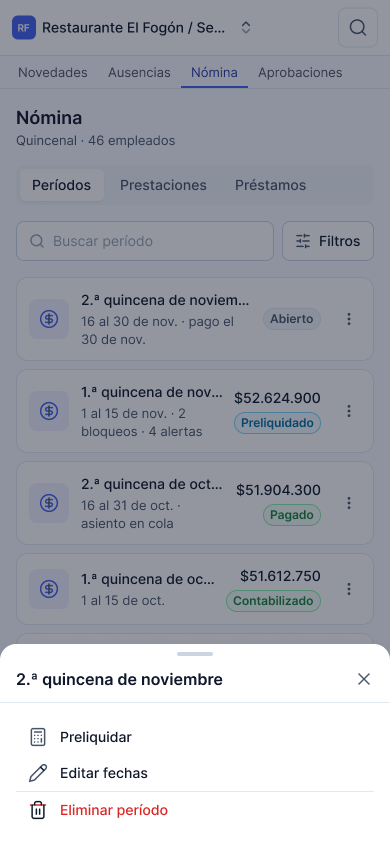 RF Restaurante El Fogón / Se...
Novedades Ausencias Nómina Aprobaciones
Nómina
Quincenal · 46 empleados
Períodos Prestaciones Préstamos
Buscar período Filtros
2.ª quincena de noviem...
16 al 30 de nov. · pago el
30 de nov.
Abierto
1.ª quincena de nov...
1 al 15 de nov. · 2
bloqueos · 4 alertas
$52.624.900
Preliquidado
2.ª quincena de oct...
16 al 31 de oct. ·
asiento en cola
$51.904.300
Pagado
1.ª quincena de oc...
1 al 15 de oct.
$51.612.750
Contabilizado
2.ª quincena de noviembre
Preliquidar
Editar fechas
Eliminar período